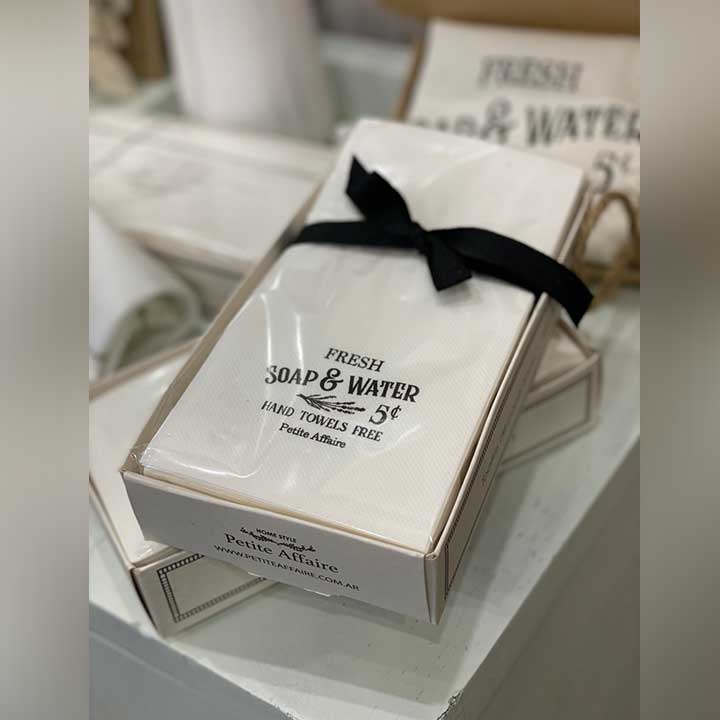 FRESH
& WATER
5¢
FRESH
SOAP & WATER
5¢
HAND TOWELS FREE
Petite Affaire
HOME STYLE
Petite Affaire
WWW.PETITEAFFAIRE.COM.AR